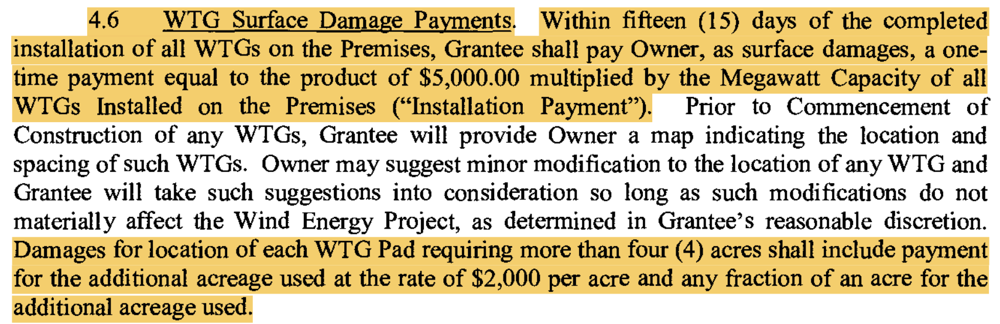 4.6 WTG Surface Damage Payments. Within fifteen (15) days of the completed
installation of all WTGs on the Premises, Grantee shall pay Owner, as surface damages, a one-
time payment equal to the product of $5,000.00 multiplied by the Megawatt Capacity of all
WTGs Installed on the Premises (“Installation Payment”). Prior to Commencement of
Construction of any WTGs, Grantee will provide Owner a map indicating the location and
spacing of such WTGs. Owner may suggest minor modification to the location of any WTG and
Grantee will take such suggestions into consideration so long as such modifications do not
materially affect the Wind Energy Project, as determined in Grantee’s reasonable discretion.
Damages for location of each WTG Pad requiring more than four (4) acres shall include payment
for the additional acreage used at the rate of $2,000 per acre and any fraction of an acre for the
additional acreage used.